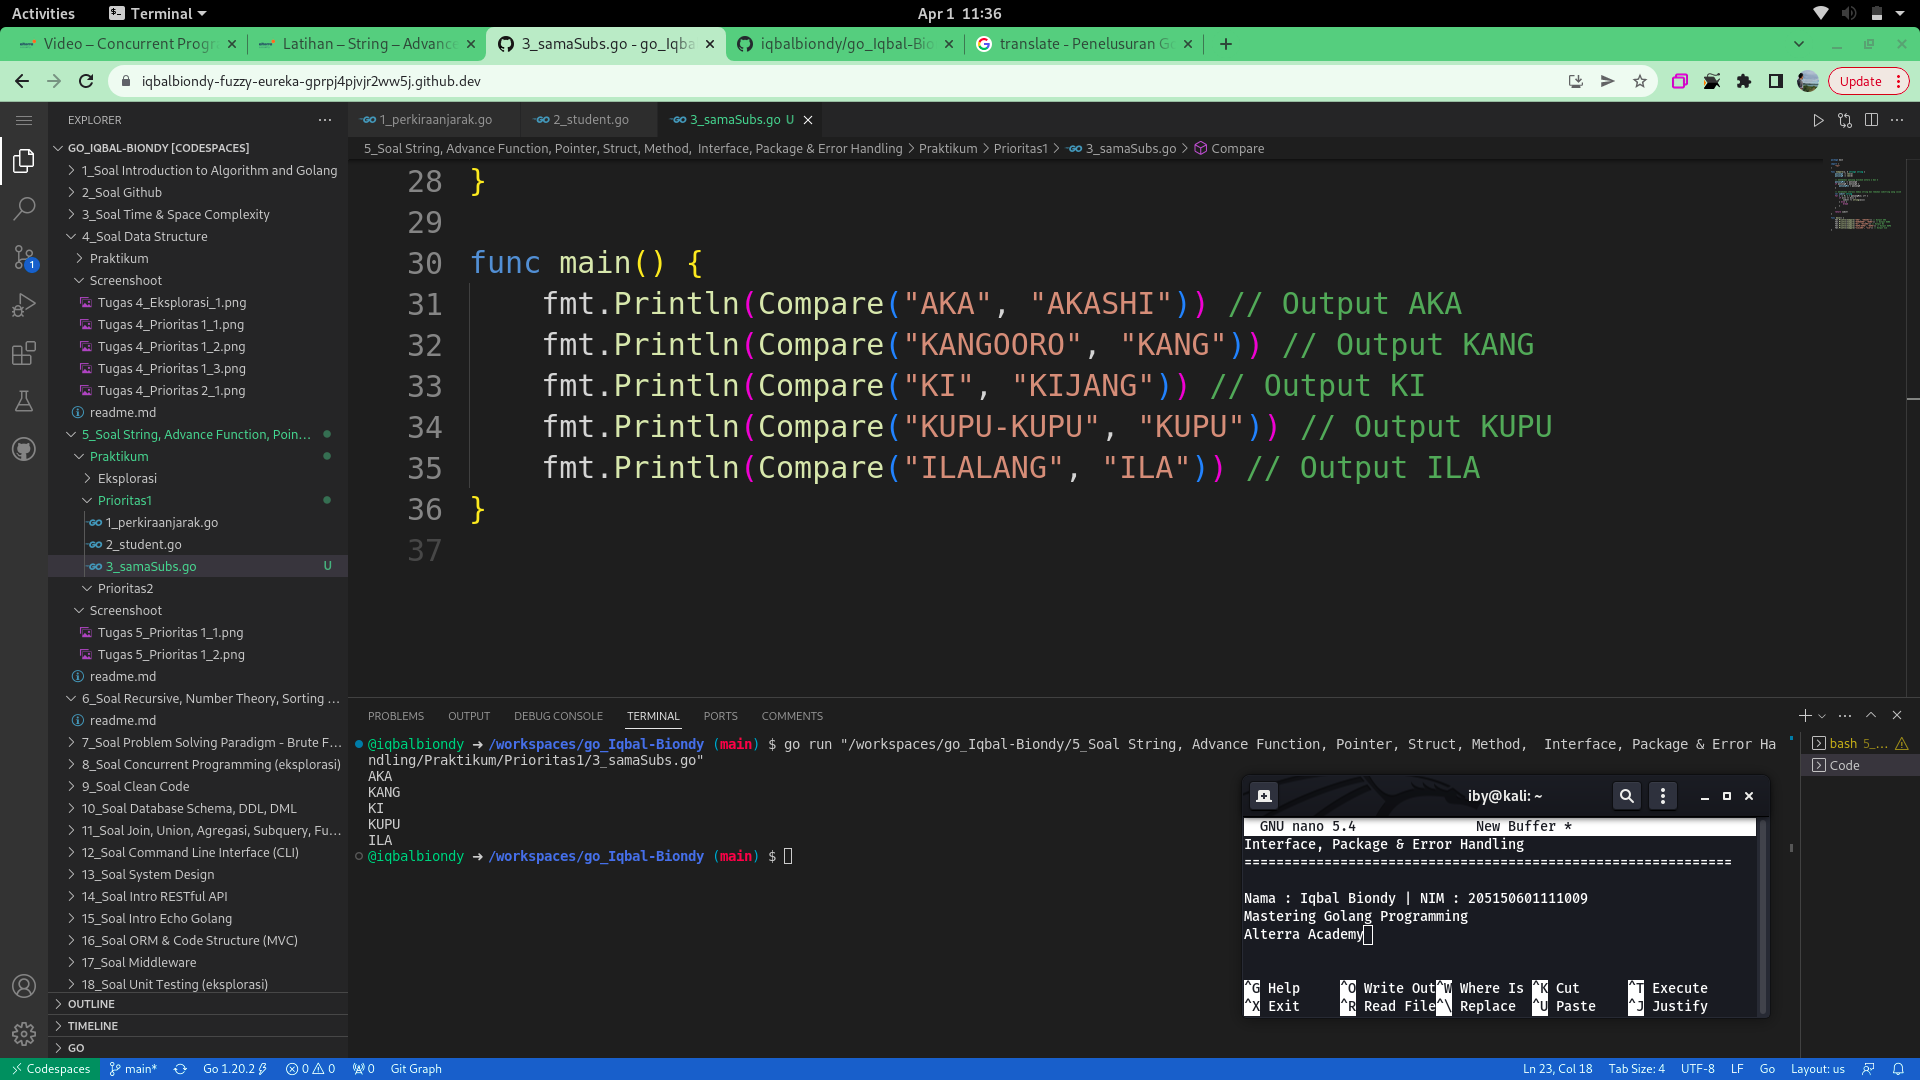 Activities
Terminal
Apr 1 11:36
Video – Concurrent Progr
Latihan – String – Advance
3_samaSubs.go - go_Iqba
iqbalbiondy/go_Iqbal-Bio
translate - Penelusuran G
iqbalbiondy-fuzzy-eureka-gprpj4pjvjr2ww5j.github.dev
Update
EXPLORER
GO_IQBAL-BIONDY [CODESPACES]
1_Soal Introduction to Algorithm and Golang
2_Soal Github
3_Soal Time & Space Complexity
4_Soal Data Structure
Praktikum
Screenshoot
Tugas 4_Eksplorasi_1.png
Tugas 4_Prioritas 1_1.png
Tugas 4_Prioritas 1_2.png
Tugas 4_Prioritas 1_3.png
Tugas 4_Prioritas 2_1.png
readme.md
5_Soal String, Advance Function, Poin...
Praktikum
Eksplorasi
Prioritas1
1_perkiraanjarak.go
2_student.go
3_samaSubs.go U
Prioritas2
Screenshoot
Tugas 5_Prioritas 1_1.png
Tugas 5_Prioritas 1_2.png
readme.md
6_Soal Recursive, Number Theory, Sorting ...
readme.md
7_Soal Problem Solving Paradigm - Brute F...
8_Soal Concurrent Programming (eksplorasi)
9_Soal Clean Code
10_Soal Database Schema, DDL, DML
11_Soal Join, Union, Agregasi, Subquery, Fu...
12_Soal Command Line Interface (CLI)
13_Soal System Design
14_Soal Intro RESTful API
15_Soal Intro Echo Golang
16_Soal ORM & Code Structure (MVC)
17_Soal Middleware
18_Soal Unit Testing (eksplorasi)
OUTLINE
TIMELINE
GO
1
1_perkiraanjarak.go
2_student.go
3_samaSubs.go U
5_Soal String, Advance Function, Pointer, Struct, Method, Interface, Package & Error Handling > Praktikum > Prioritas1 > 3_samaSubs.go > Compare
28 }
29
30 func main() {
31 fmt.Println(Compare("AKA", "AKASHI")) // Output AKA
32 fmt.Println(Compare("KANGOORO", "KANG")) // Output KANG
33 fmt.Println(Compare("KI", "KIJANG")) // Output KI
34 fmt.Println(Compare("KUPU-KUPU", "KUPU")) // Output KUPU
35 fmt.Println(Compare("ILALANG", "ILA")) // Output ILA
36 }
37
PROBLEMS OUTPUT DEBUG CONSOLE TERMINAL PORTS COMMENTS
@iqbalbiondy ➜ /workspaces/go_Iqbal-Biondy (main) $ go run "/workspaces/go_Iqbal-Biondy/5_Soal String, Advance Function, Pointer, Struct, Method,  Interface, Package & Error Ha
ndling/Praktikum/Prioritas1/3_samaSubs.go"
AKA
KANG
KI
KUPU
ILA
@iqbalbiondy ➜ /workspaces/go_Iqbal-Biondy (main) $
bash 5_...
Code
iby@kali: ~
GNU nano 5.4 New Buffer *
Interface, Package & Error Handling
=============================================================
Nama : Iqbal Biondy | NIM : 205150601111009
Mastering Golang Programming
Alterra Academy
^G Help ^O Write Out ^W Where Is ^K Cut ^T Execute
^X Exit ^R Read File ^\ Replace ^U Paste ^J Justify
Codespaces
main*
Go 1.20.2
0 0
0
Git Graph
Ln 23, Col 18
Tab Size: 4
UTF-8
LF
Go
Layout: us